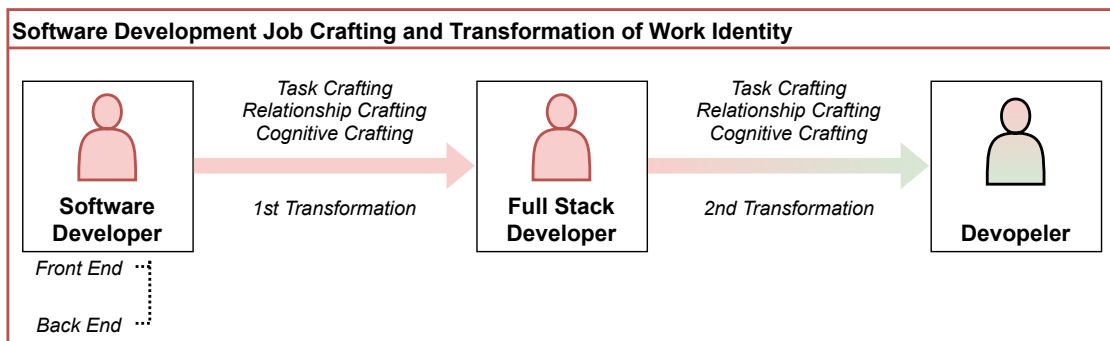 Software Development Job Crafting and Transformation of Work Identity
Task Crafting
Relationship Crafting
Cognitive Crafting
Task Crafting
Relationship Crafting
Cognitive Crafting
Software
Developer
1st Transformation
Full Stack
Developer
2nd Transformation
Devopeler
Front End
Back End